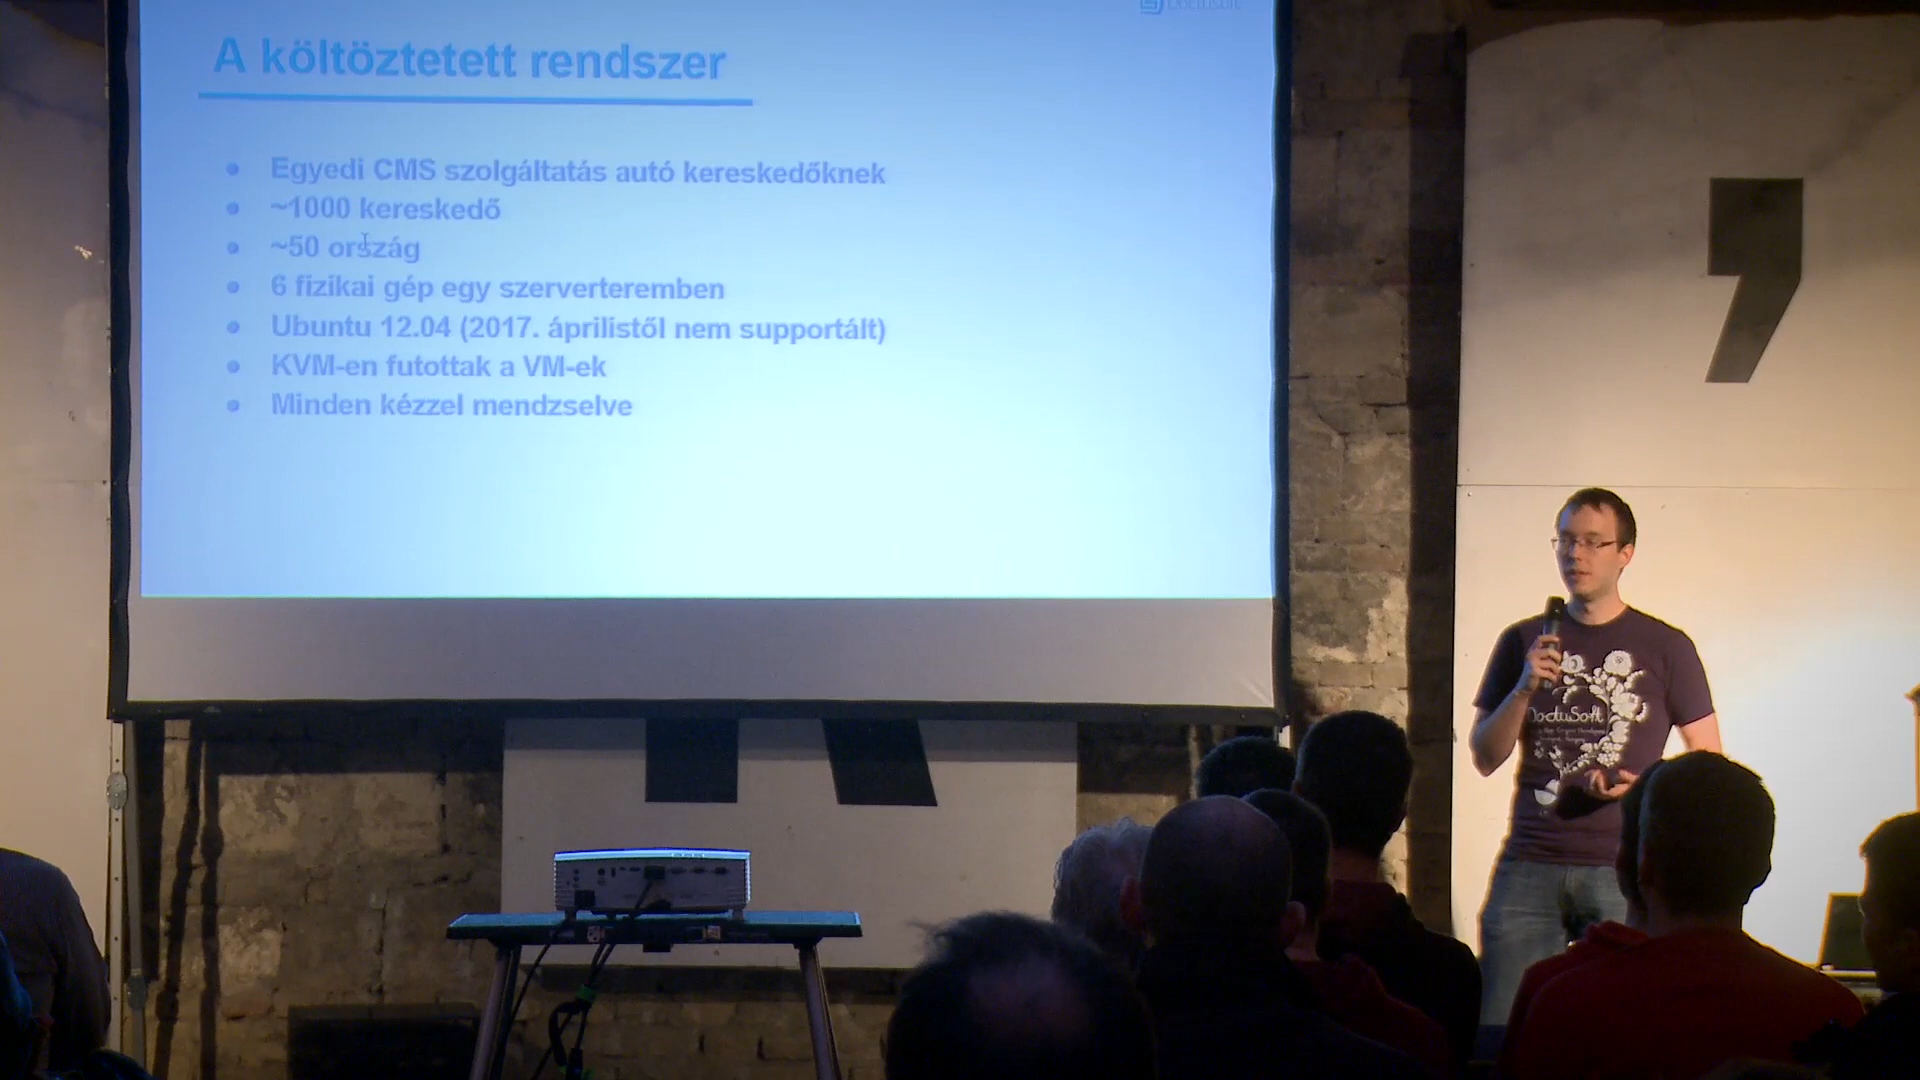 A költöztetett rendszer
Egyedi CMS szolgáltatás autó kereskedőknek
~1000 kereskedő
~50 ország
6 fizikai gép egy szerverteremben
Ubuntu 12.04 (2017. áprilistől nem supportált)
KVM-en futottak a VM-ek
Minden kézzel mendzselve
DoduSoft